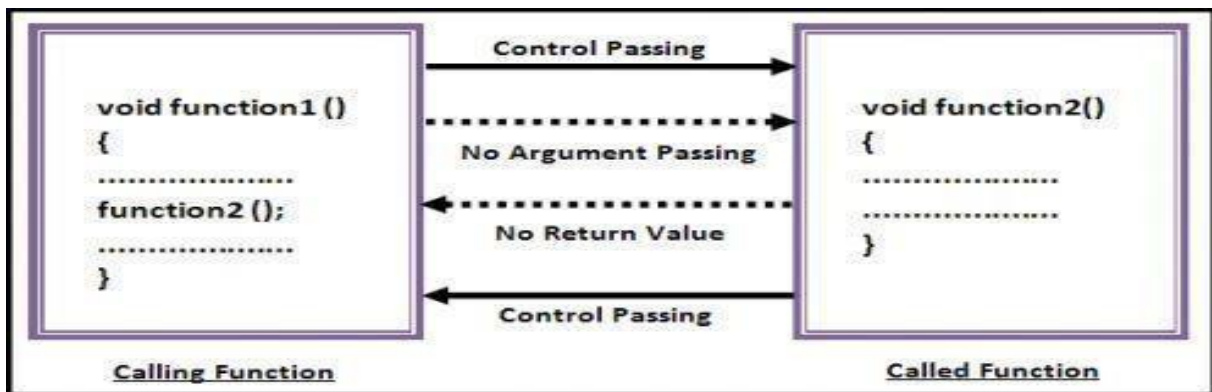 Control Passing
void function1 ()
{
.....................
function2 ();
.....................
}
No Argument Passing
No Return Value
Control Passing
void function2()
{
.....................
.....................
}
Calling Function
Called Function